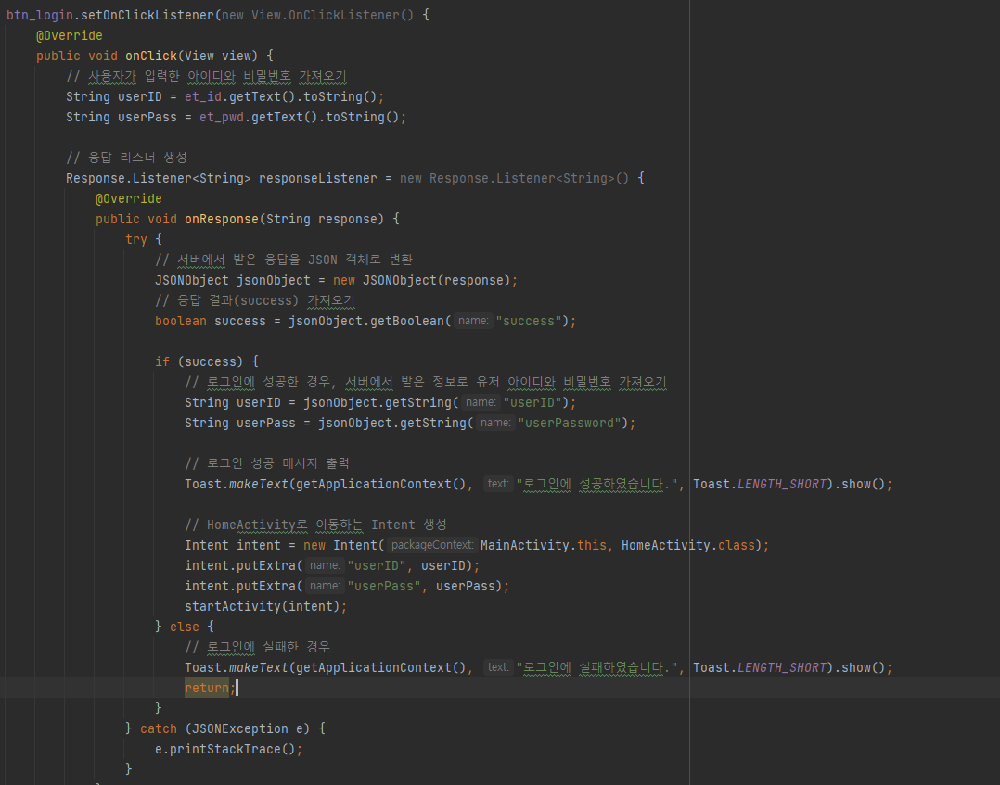 btn_login.setOnClickListener(new View.OnClickListener() {
@Override
public void onClick(View view) {
// 사용자가 입력한 아이디와 비밀번호 가져오기
String userID = et_id.getText().toString();
String userPass = et_pwd.getText().toString();
// 응답 리스너 생성
Response.Listener<String> responseListener = new Response.Listener<String>() {
@Override
public void onResponse(String response) {
try {
// 서버에서 받은 응답을 JSON 객체로 변환
JSONObject jsonObject = new JSONObject(response);
// 응답 결과(success) 가져오기
boolean success = jsonObject.getBoolean( name: "success");
if (success) {
// 로그인에 성공한 경우, 서버에서 받은 정보로 유저 아이디와 비밀번호 가져오기
String userID = jsonObject.getString( name: "userID");
String userPass = jsonObject.getString( name: "userPassword");
// 로그인 성공 메시지 출력
Toast.makeText(getApplicationContext(), text: "로그인에 성공하였습니다.", Toast.LENGTH_SHORT).show();
// HomeActivity로 이동하는 Intent 생성
Intent intent = new Intent( packageContext: MainActivity.this, HomeActivity.class);
intent.putExtra( name: "userID", userID);
intent.putExtra( name: "userPass", userPass);
startActivity(intent);
} else {
// 로그인에 실패한 경우
Toast.makeText(getApplicationContext(), text: "로그인에 실패하였습니다.", Toast.LENGTH_SHORT).show();
return;
}
} catch (JSONException e) {
e.printStackTrace();
}